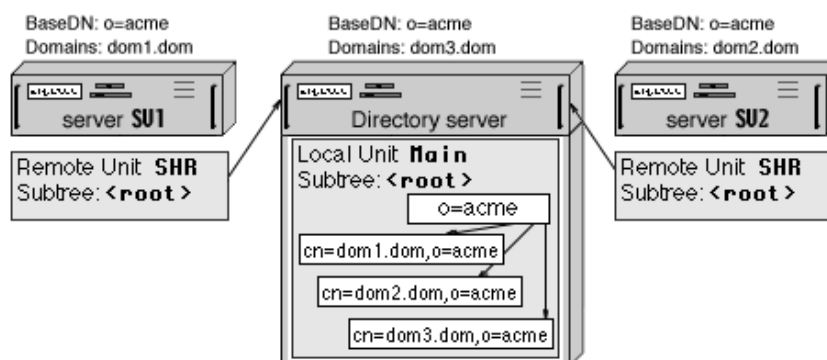 BaseDN: o=acme
Domains: dom1.dom
BaseDN: o=acme
Domains: dom3.dom
BaseDN: o=acme
Domains: dom2.dom
server SU1
Directory server
server SU2
Remote Unit SHR
Subtree: <root>
Local Unit Main
Subtree: <root>
o=acme
cn=dom1.dom,o=acme
cn=dom2.dom,o=acme
cn=dom3.dom,o=acme
Remote Unit SHR
Subtree: <root>